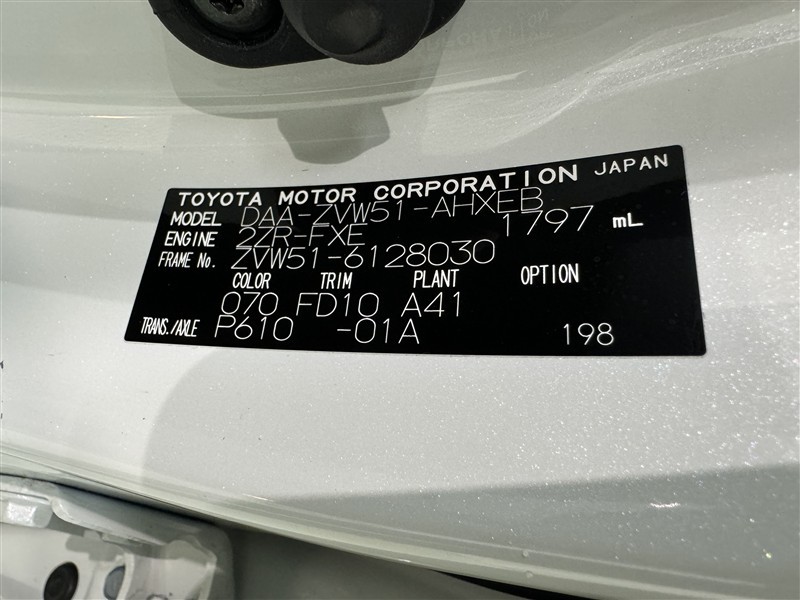 TOYOTA MOTOR CORPORATION JAPAN
MODEL DAA-ZVW51-AHXEB
ENGINE 2ZR-FXE 1797 mL
FRAME No. ZVW51-6128030
COLOR TRIM PLANT OPTION
070 FD10 A41
TRANS./AXLE P610 -01A 198